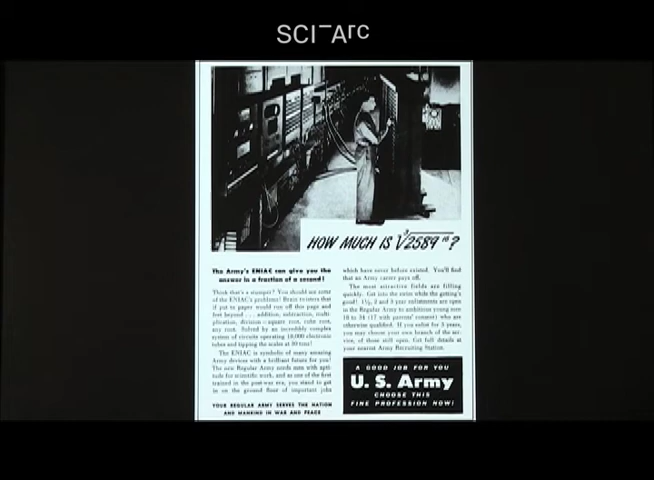 SCI-Arc
HOW MUCH IS ∛2589¹⁶?
The Army's ENIAC can give you the
answer in a fraction of a second!
Think that's a stumper? You should see some
of the ENIAC's problems! Brain twisters that
if put to paper would run off this page and
feet beyond . . . addition, subtraction, multi-
plication, division — square root, cube root,
any root. Solved by an incredibly complex
system of circuits operating 18,000 electronic
tubes and tipping the scales at 30 tons!
The ENIAC is symbolic of many amazing
Army devices with a brilliant future for you!
The new Regular Army needs men with apti-
tude for scientific work, and as one of the first
trained in the post-war era, you stand to get
in on the ground floor of important jobs
YOUR REGULAR ARMY SERVES THE NATION
AND MANKIND IN WAR AND PEACE
which have never before existed. You'll find
that an Army career pays off.
The most attractive fields are filling
quickly. Get into the swim while the getting's
good! 1½, 2 and 3 year enlistments are open
in the Regular Army to ambitious young men
18 to 34 (17 with parents' consent) who are
otherwise qualified. If you enlist for 3 years,
you may choose your own branch of the ser-
vice, of those still open. Get full details at
your nearest Army Recruiting Station.
A GOOD JOB FOR YOU
U. S. Army
CHOOSE THIS
FINE PROFESSION NOW!